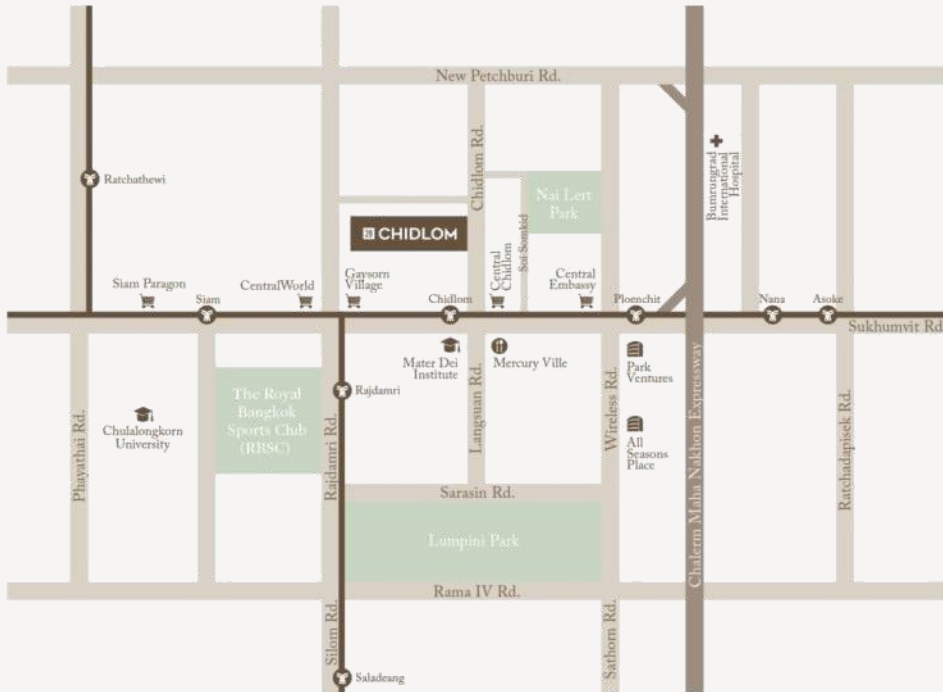 New Petchburi Rd.
Ratchathewi
Chidlom Rd.
Nai Lert
Park
Bumrungrad
International
Hospital
28 CHIDLOM
Soi Somkid
Siam Paragon
Siam
CentralWorld
Gaysorn
Village
Chidlom
Central
Chidlom
Central
Embassy
Ploenchit
Nana
Asoke
Sukhumvit Rd
Mater Dei
Institute
Mercury Ville
Park
Ventures
Rajdamri
The Royal
Bangkok
Sports Club
(RBSC)
Chulalongkorn
University
Phayathai Rd.
Rajdamri Rd.
Langsuan Rd.
Wireless Rd.
All
Seasons
Place
Chalerm Maha Nakhon Expressway
Ratchadapisek Rd.
Sarasin Rd.
Lumpini Park
Rama IV Rd.
Silom Rd.
Sathorn Rd.
Saladeang